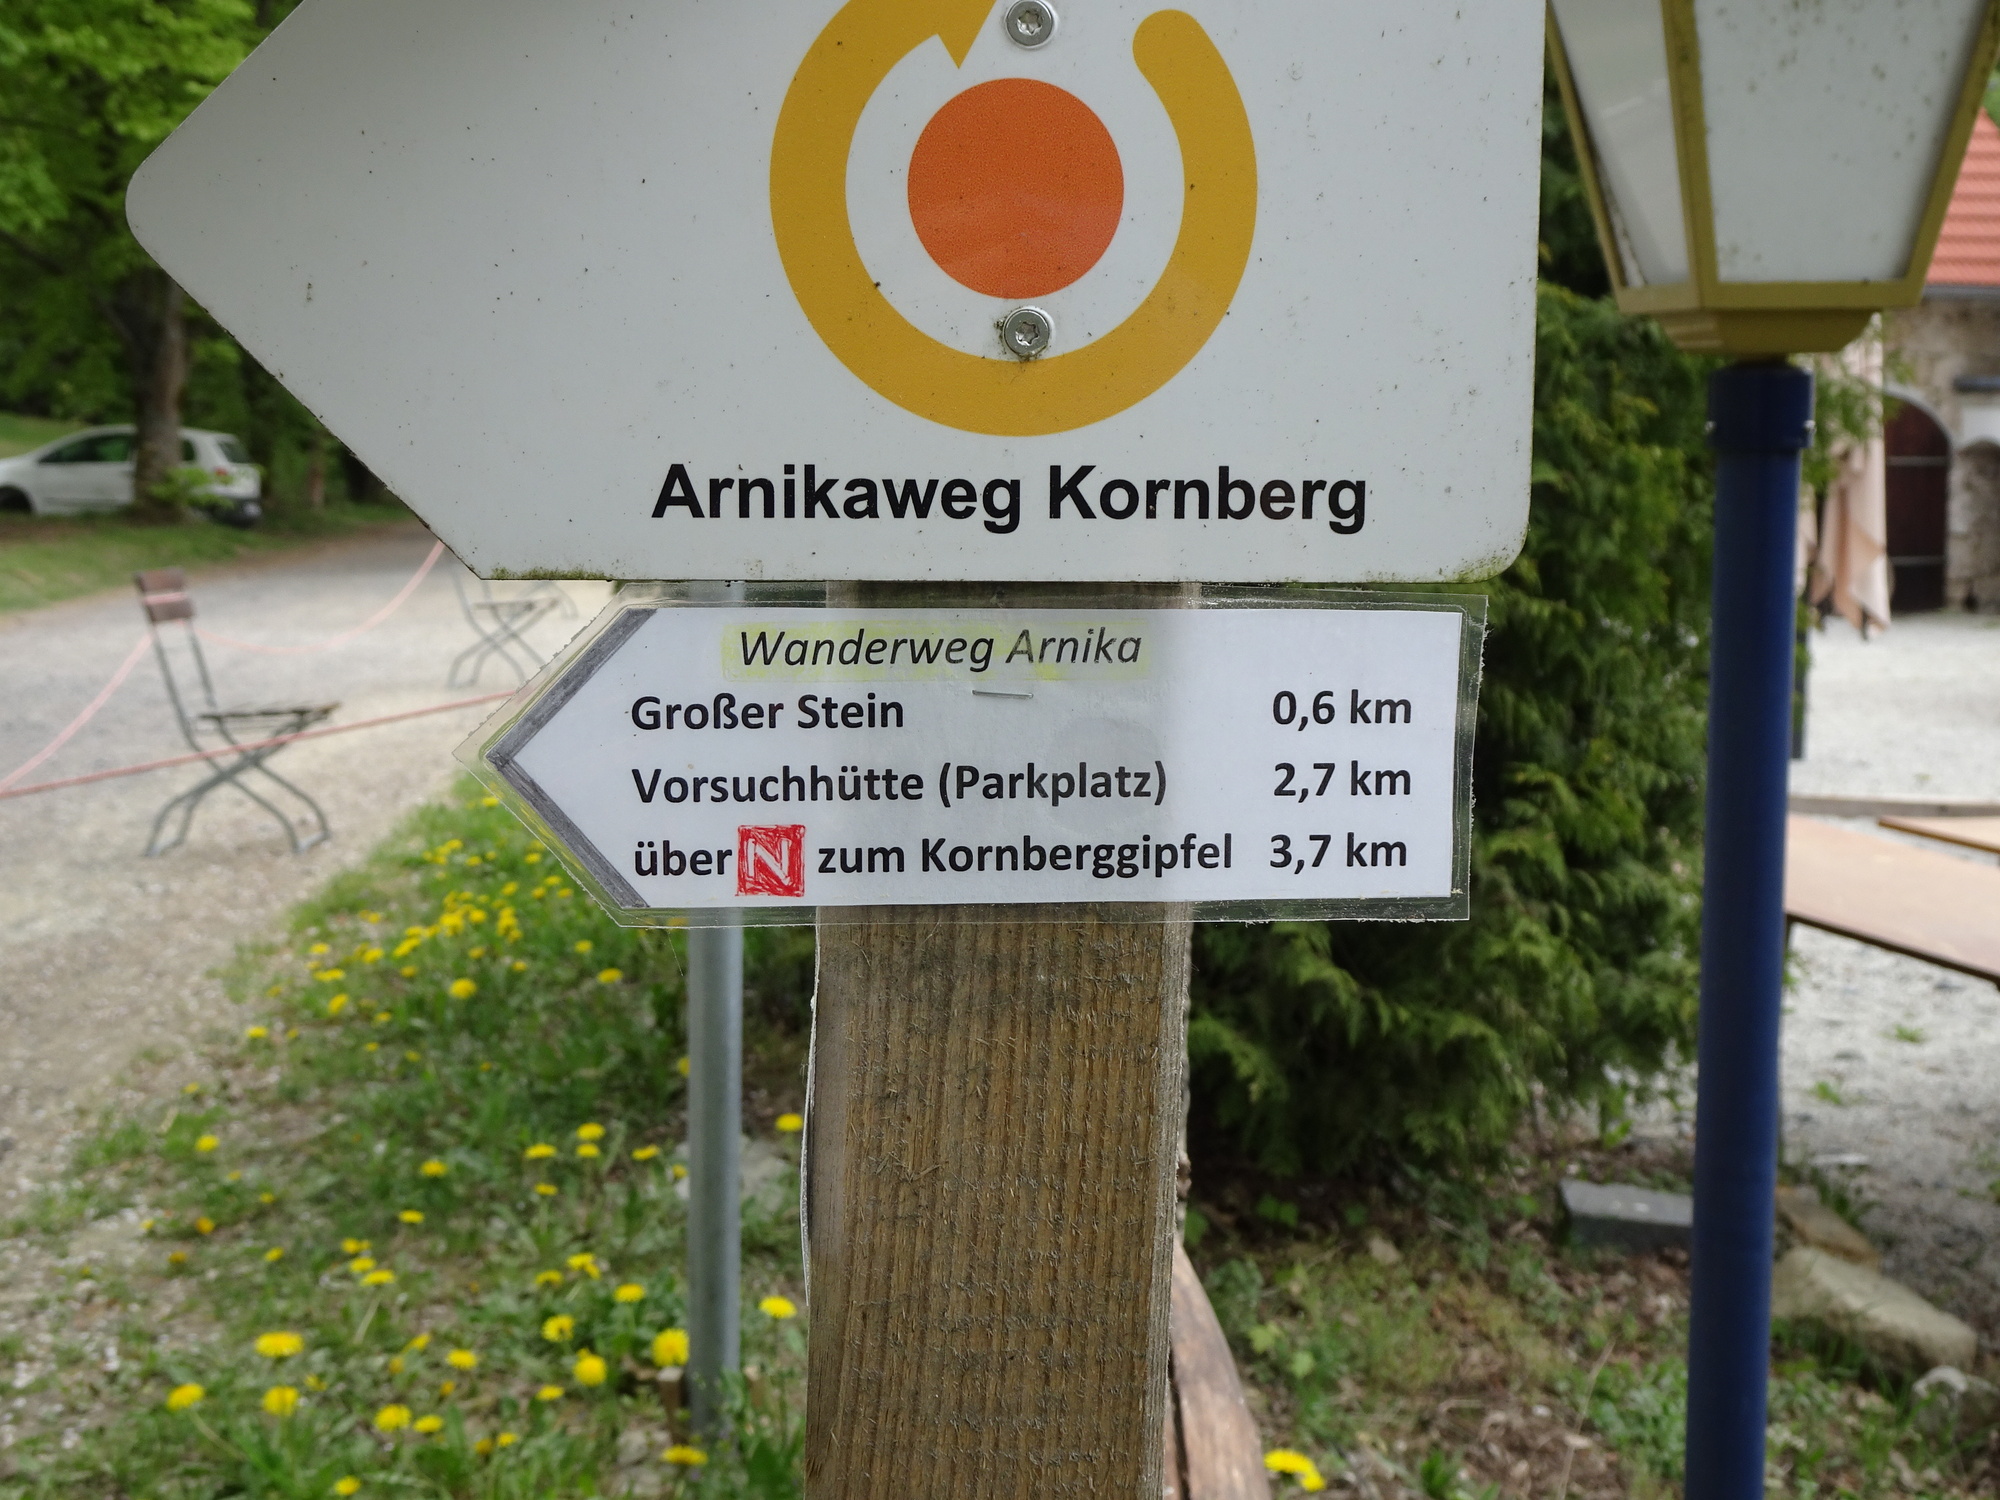 Arnikaweg Kornberg
Wanderweg Arnika
Großer Stein 0,6 km
Vorsuchhütte (Parkplatz) 2,7 km
über N zum Kornberggipfel 3,7 km